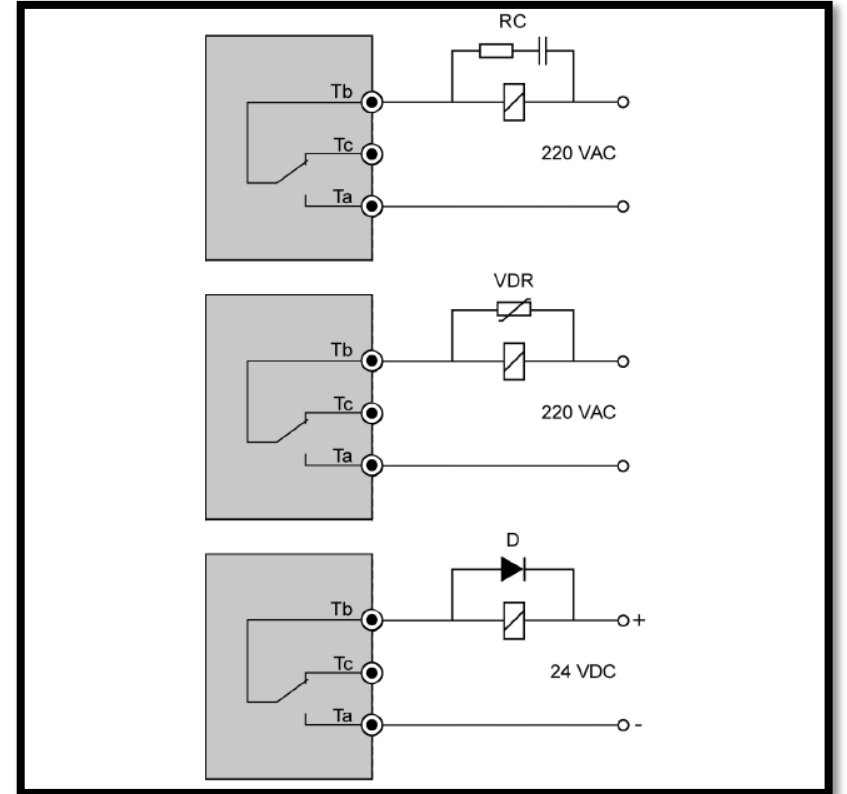 RC
Tb
Tc
220 VAC
Ta
VDR
Tb
Tc
220 VAC
Ta
D
Tb
+
Tc
24 VDC
Ta
-